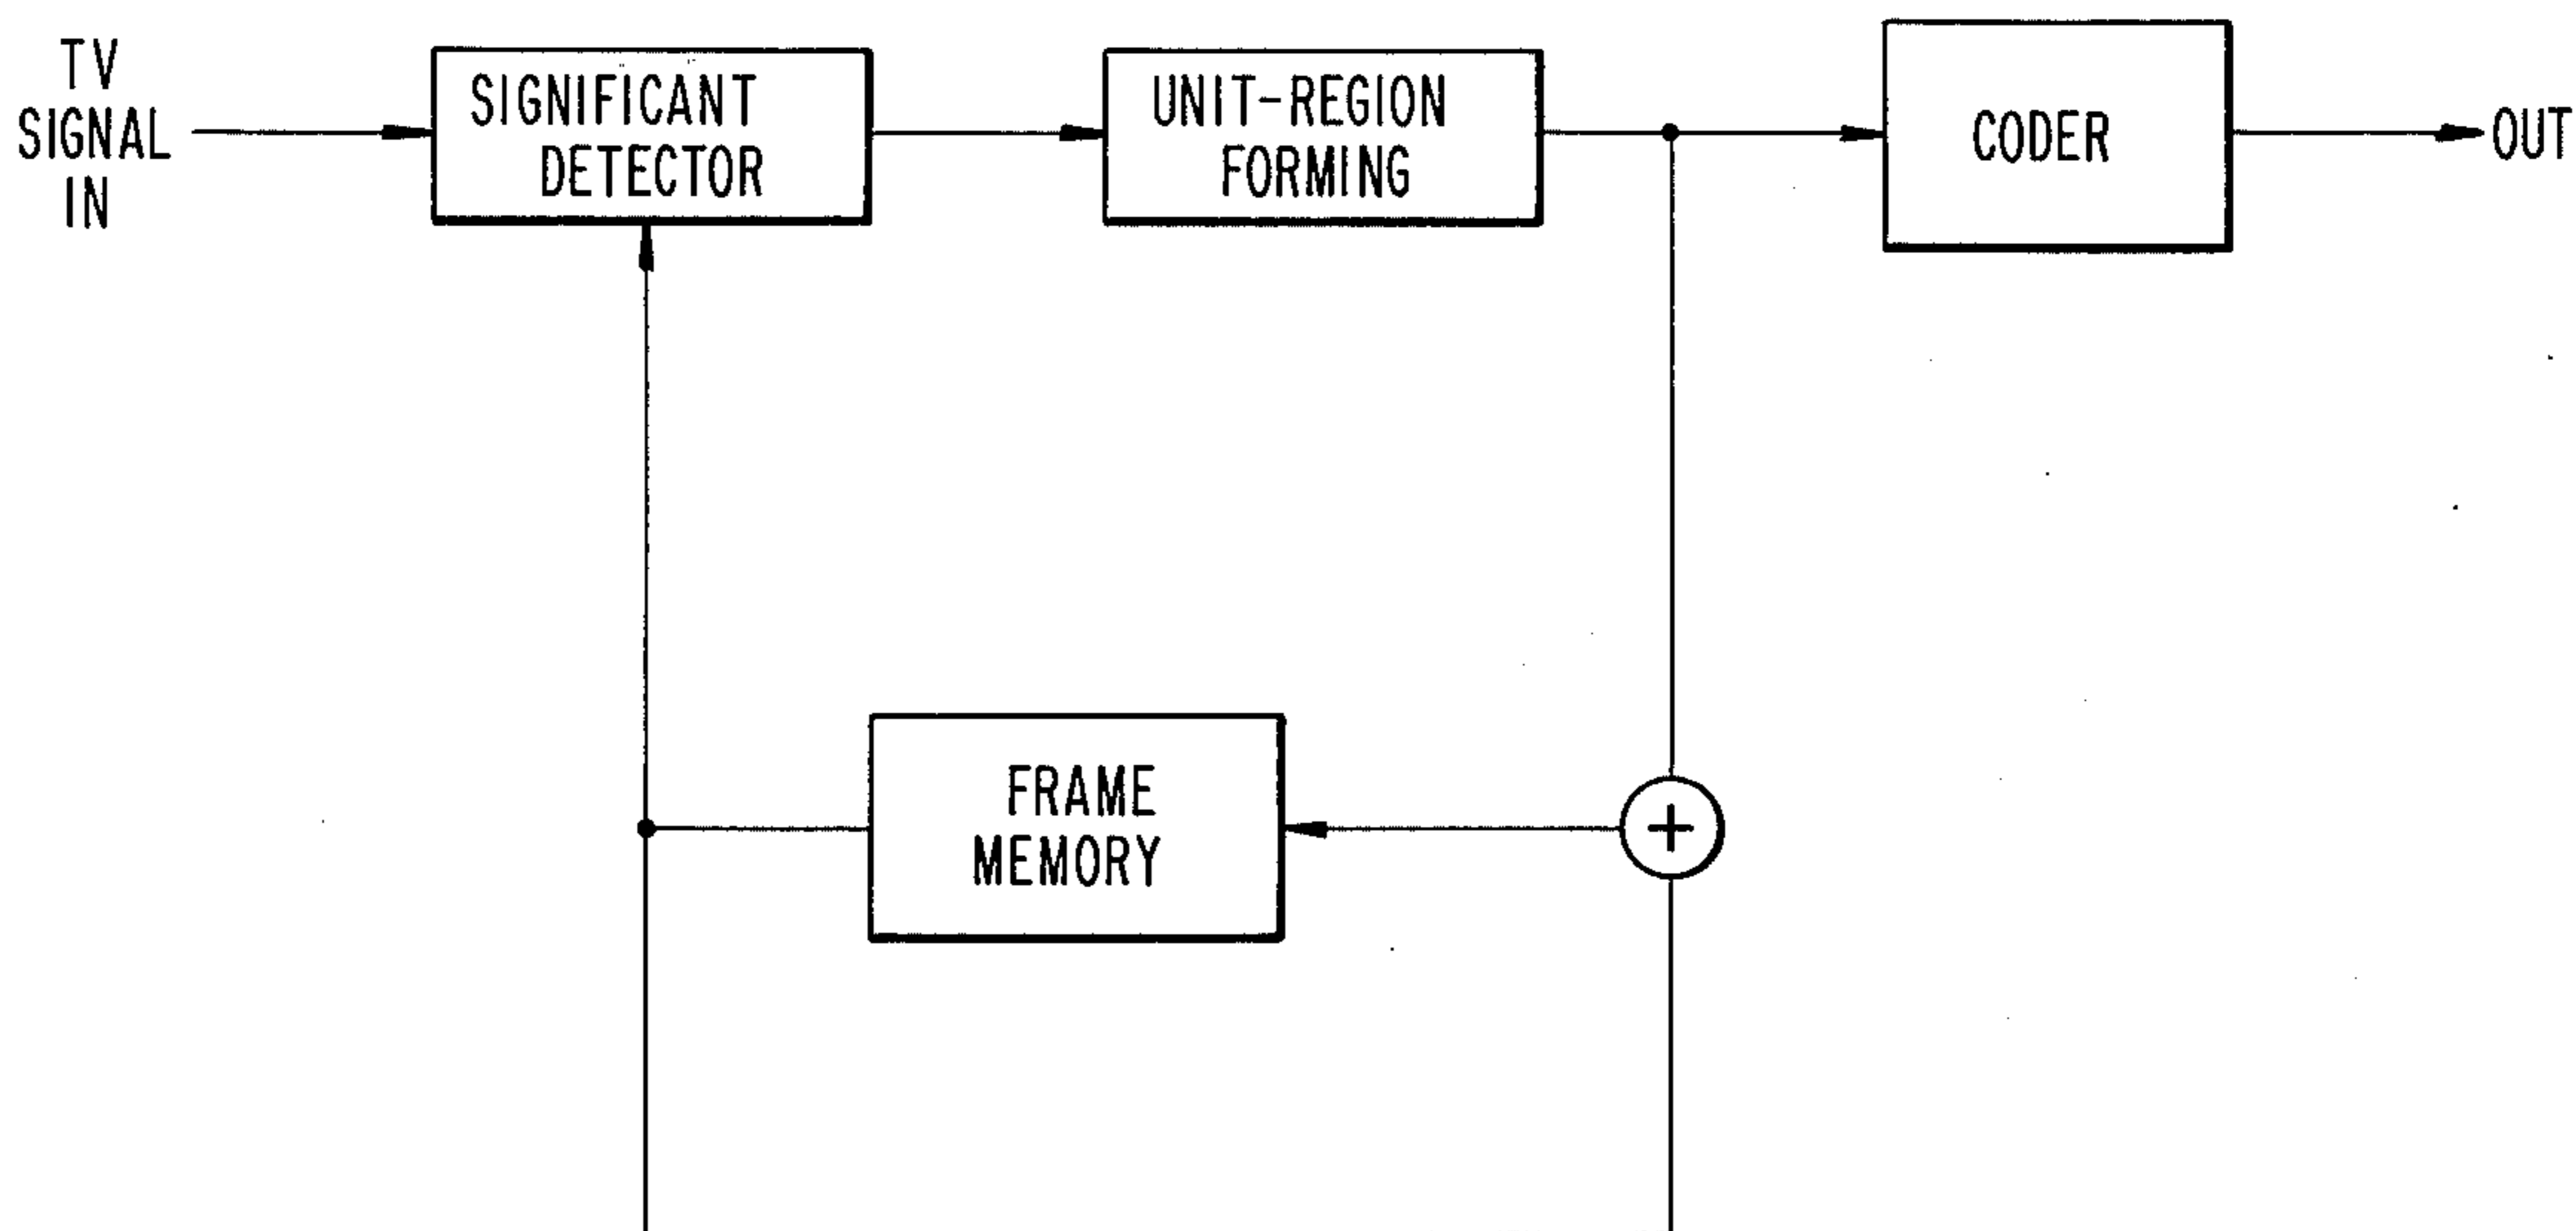 TV
SIGNAL
IN
SIGNIFICANT
DETECTOR
UNIT-REGION
FORMING
CODER
OUT
FRAME
MEMORY
+